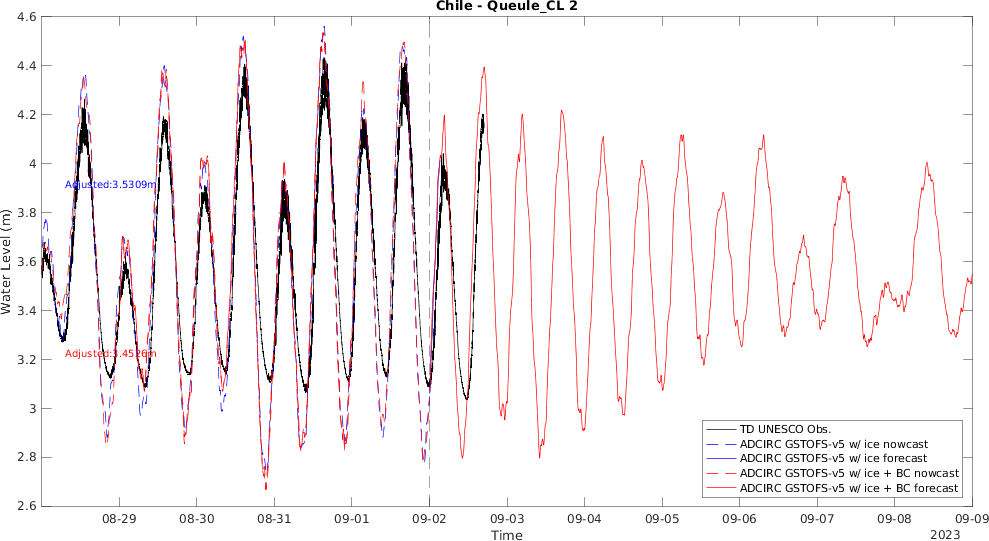 Chile - Queule_CL 2
4.6
4.4
4.2
4
3.8
3.6
3.4
3.2
3
2.8
2.6
Water Level (m)
Adjusted:3.5309m
Adjusted:3.4526m
TD UNESCO Obs.
ADCIRC GSTOFS-v5 w/ ice nowcast
ADCIRC GSTOFS-v5 w/ ice forecast
ADCIRC GSTOFS-v5 w/ ice + BC nowcast
ADCIRC GSTOFS-v5 w/ ice + BC forecast
08-29 08-30 08-31 09-01 09-02 09-03 09-04 09-05 09-06 09-07 09-08 09-09
Time
2023